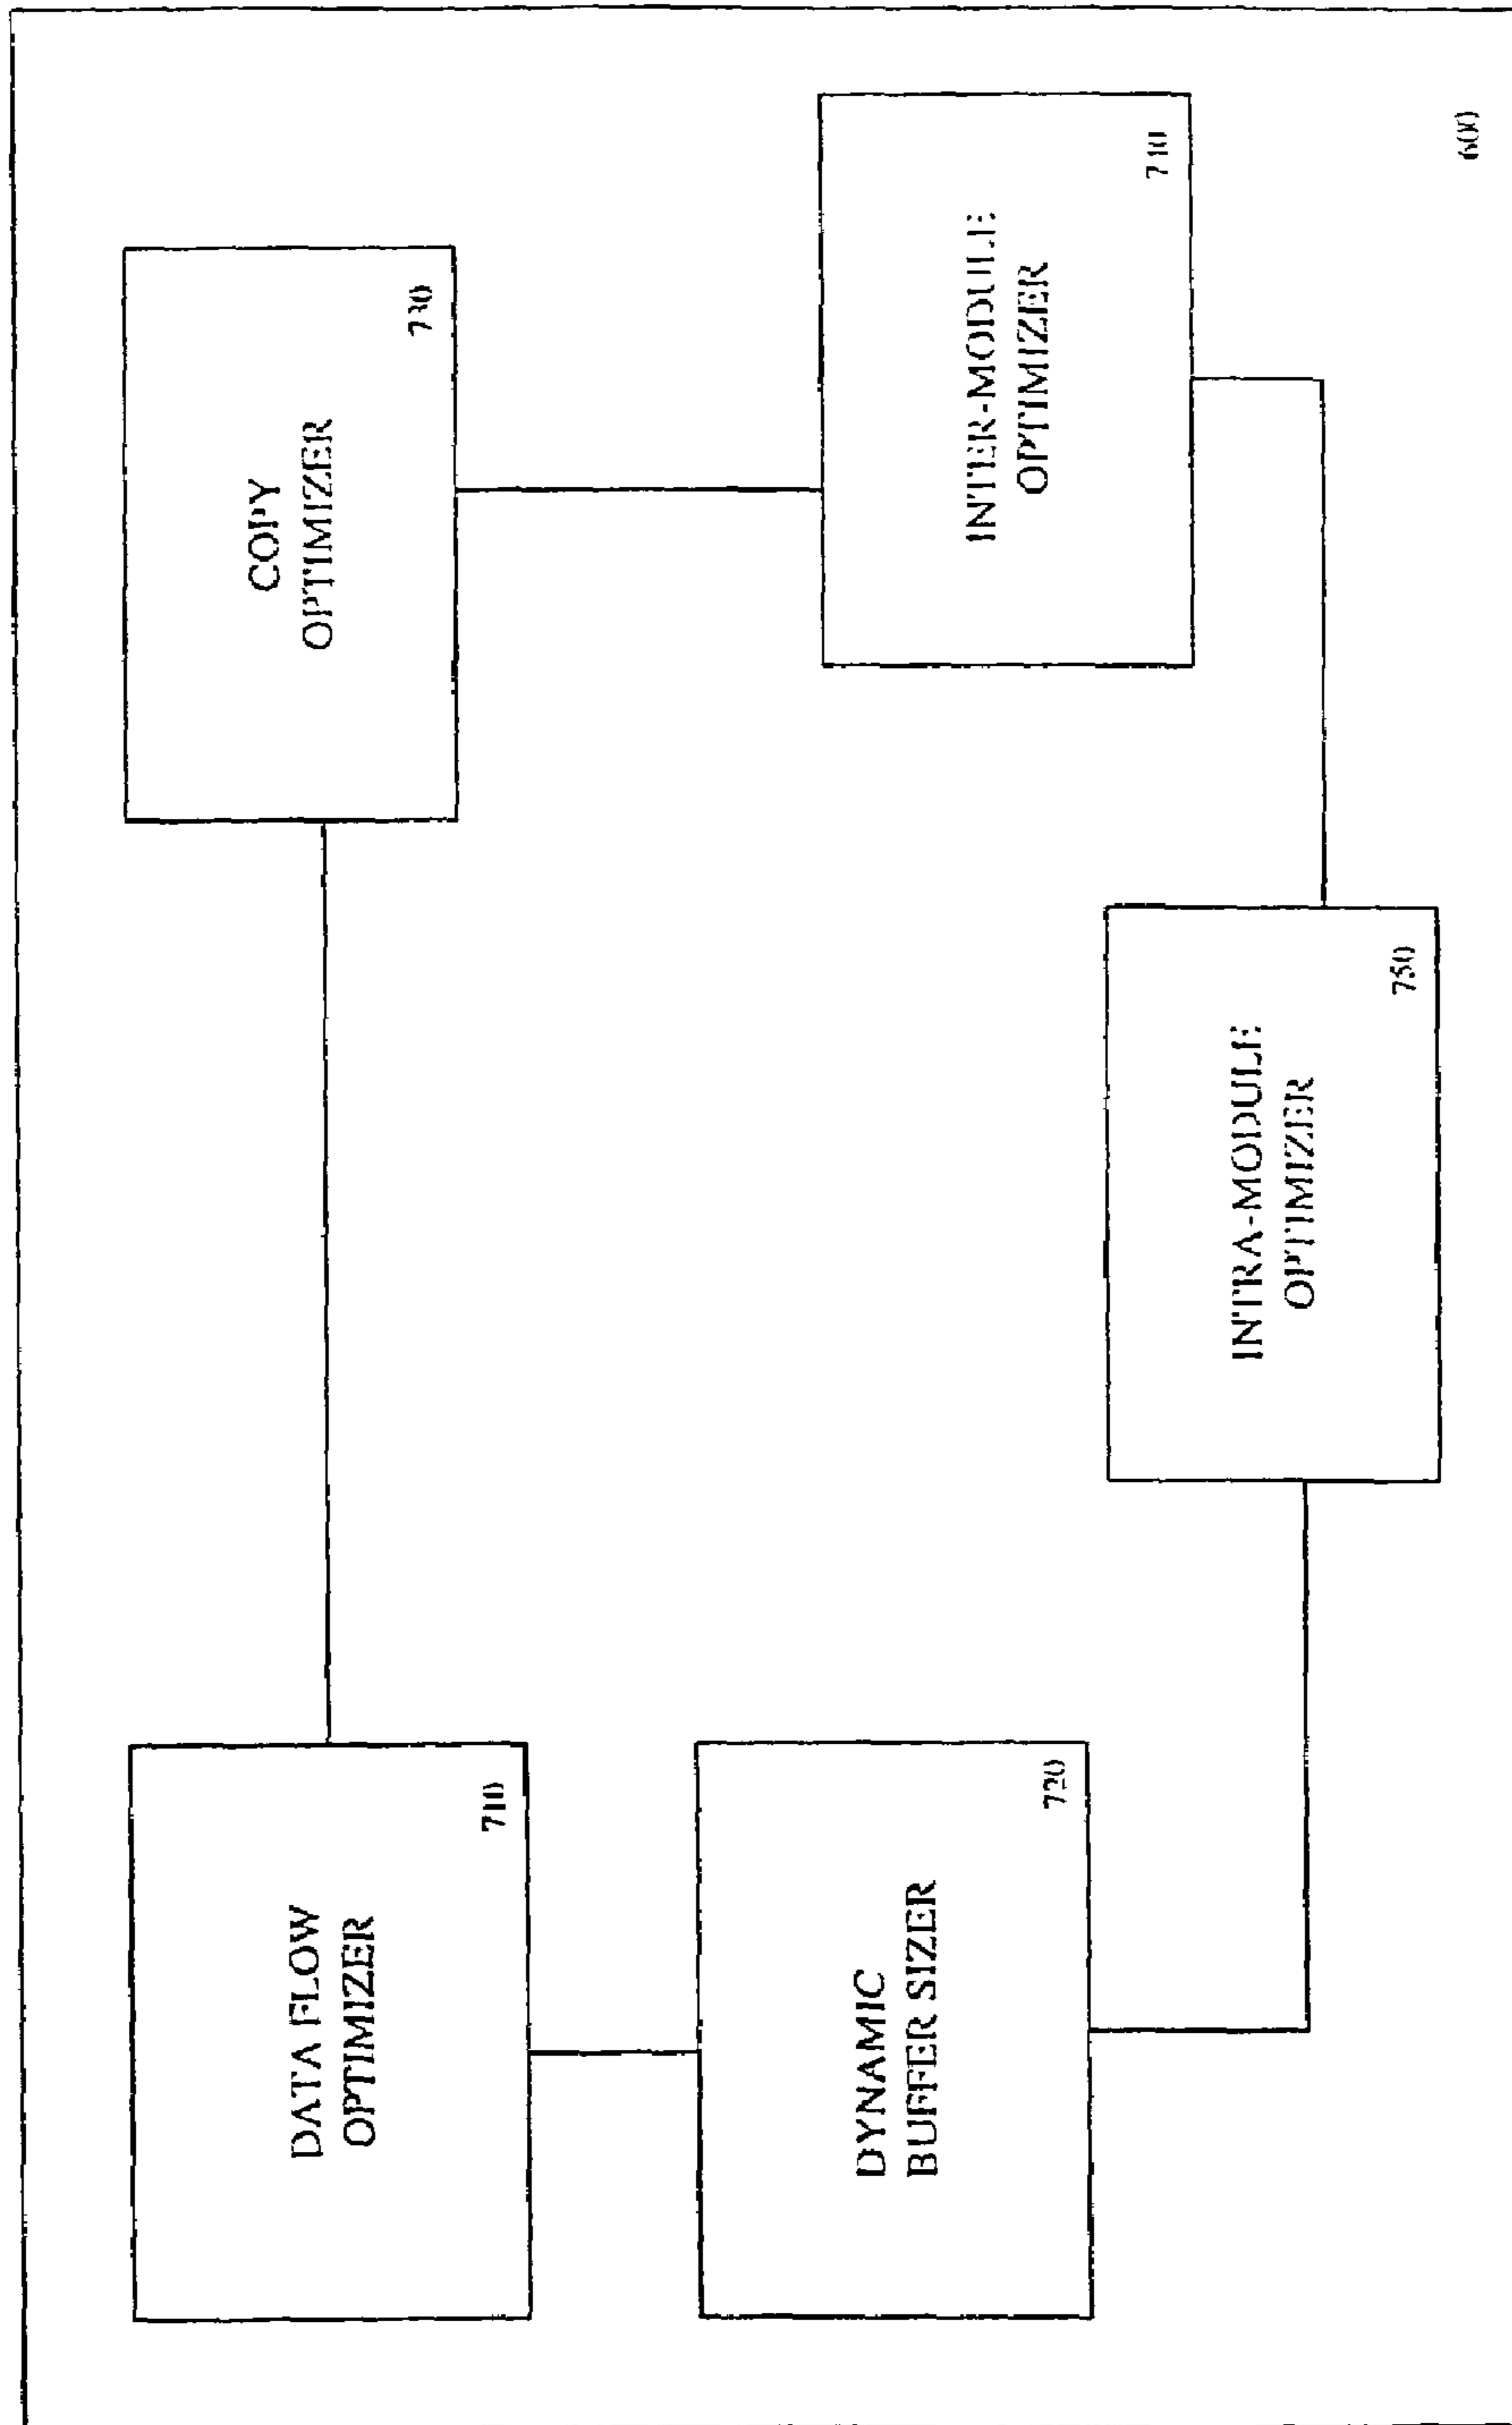 DATA FLOW
OPTIMIZER
710
COPY
OPTIMIZER
730
DYNAMIC
BUFFER SIZER
720
INTER-MODULE
OPTIMIZER
INTRA-MODULE
OPTIMIZER
750
600